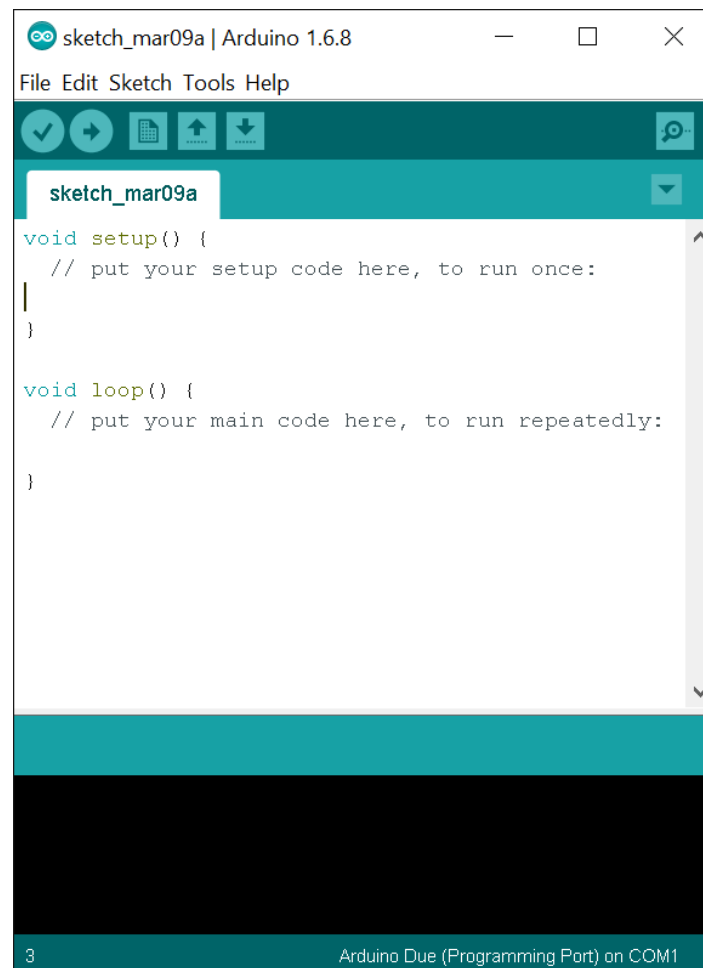 sketch_mar09a | Arduino 1.6.8
File Edit Sketch Tools Help
sketch_mar09a
void setup() {
  // put your setup code here, to run once:

}

void loop() {
  // put your main code here, to run repeatedly:

}
3 Arduino Due (Programming Port) on COM1